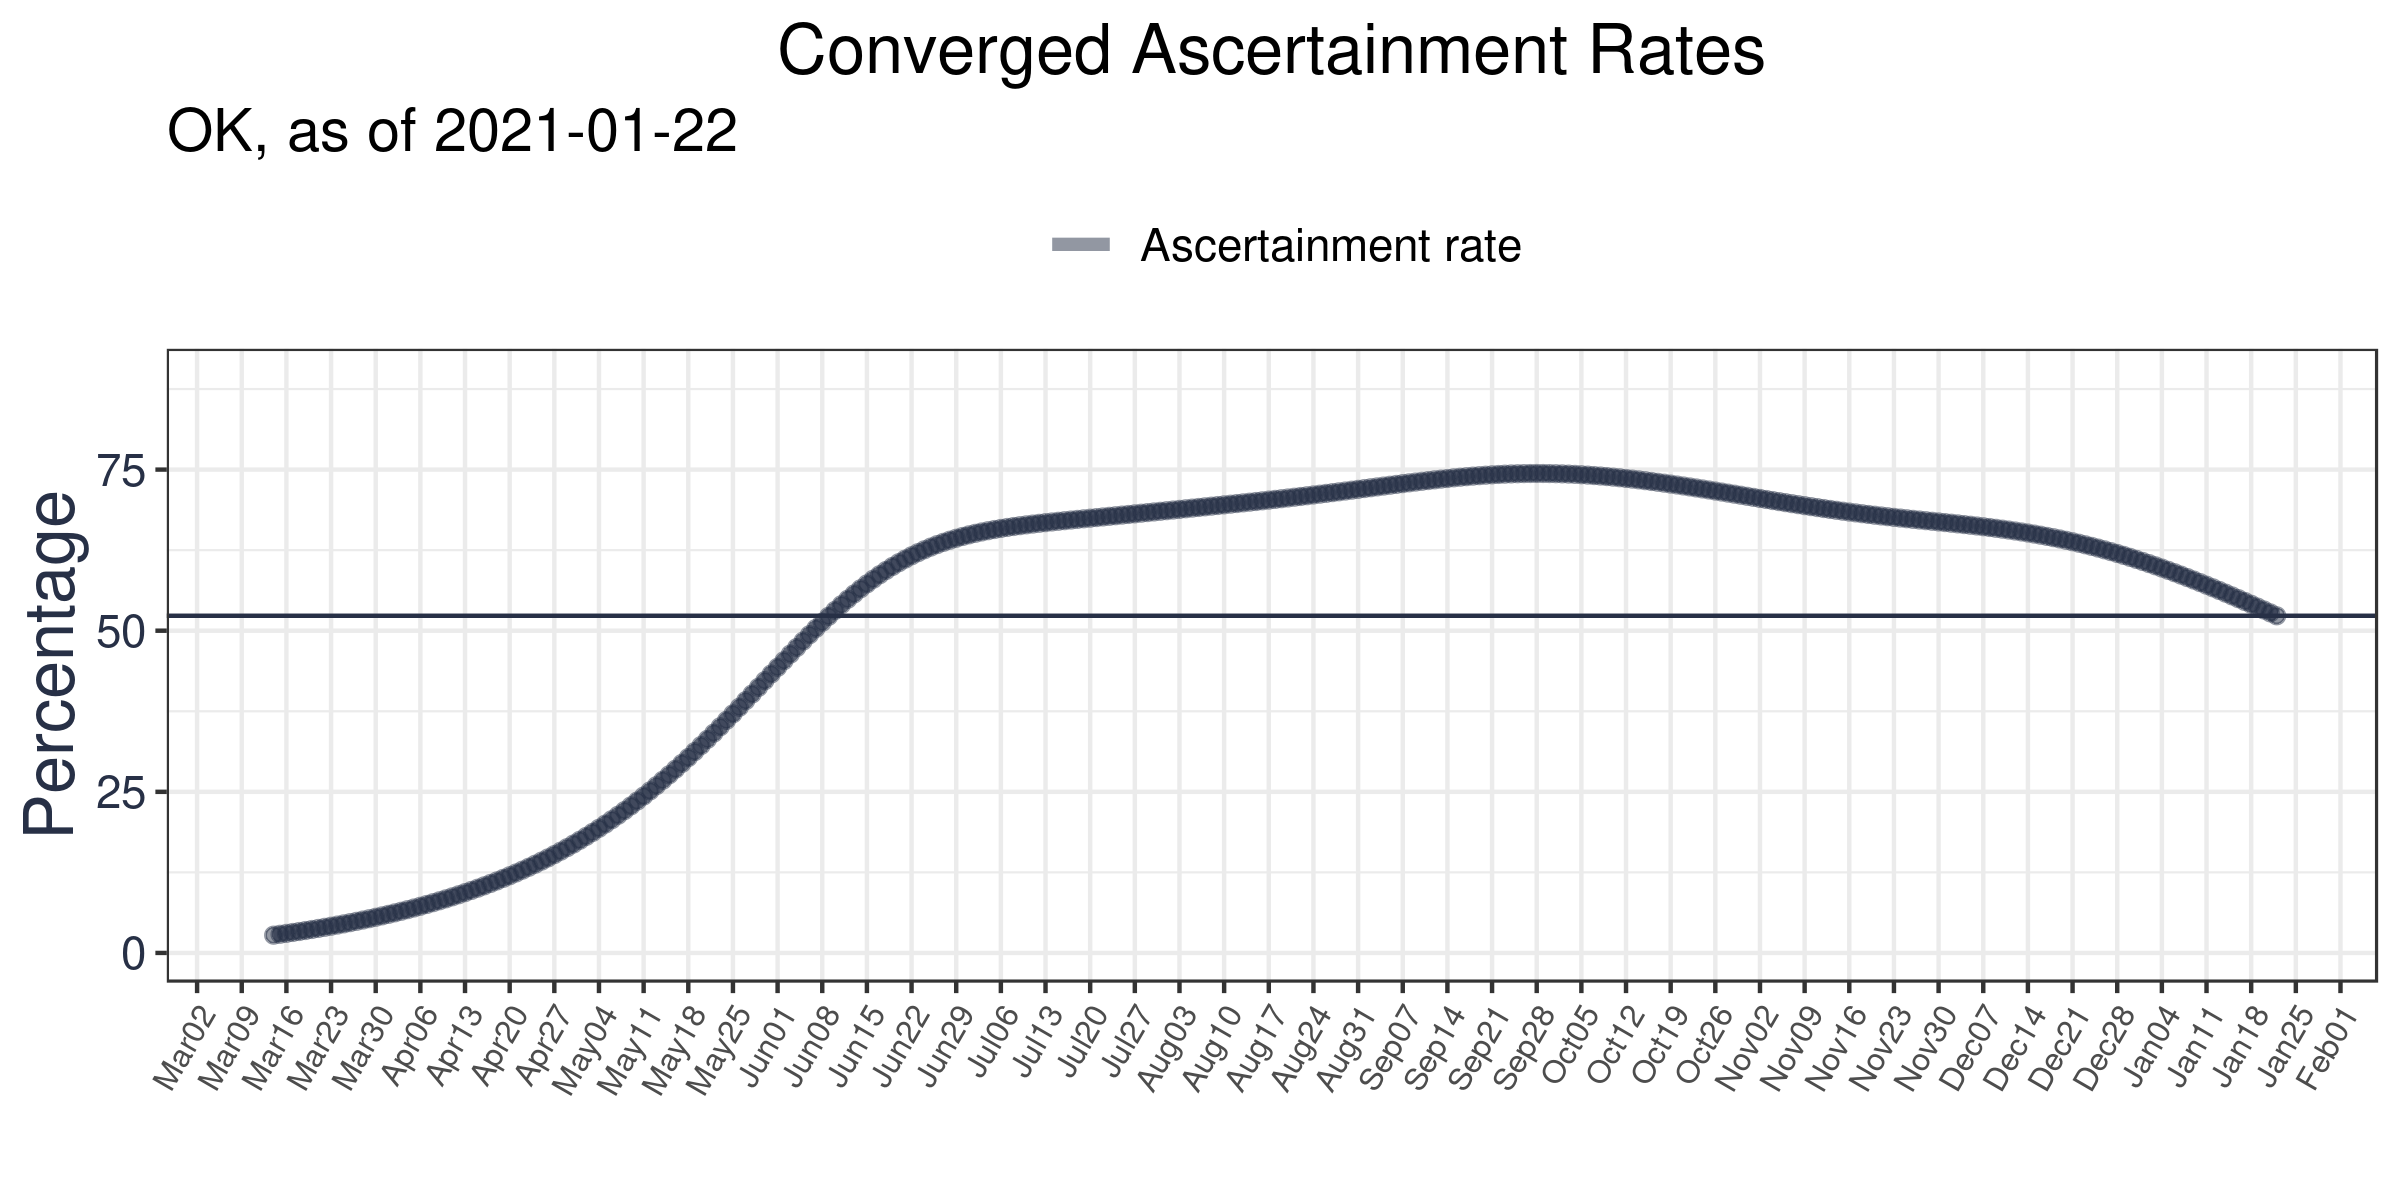 Converged Ascertainment Rates
OK, as of 2021-01-22
Ascertainment rate
Percentage
75
50
25
0
Mar02
Mar09
Mar16
Mar23
Mar30
Apr06
Apr13
Apr20
Apr27
May04
May11
May18
May25
Jun01
Jun08
Jun15
Jun22
Jun29
Jul06
Jul13
Jul20
Jul27
Aug03
Aug10
Aug17
Aug24
Aug31
Sep07
Sep14
Sep21
Sep28
Oct05
Oct12
Oct19
Oct26
Nov02
Nov09
Nov16
Nov23
Nov30
Dec07
Dec14
Dec21
Dec28
Jan04
Jan11
Jan18
Jan25
Feb01